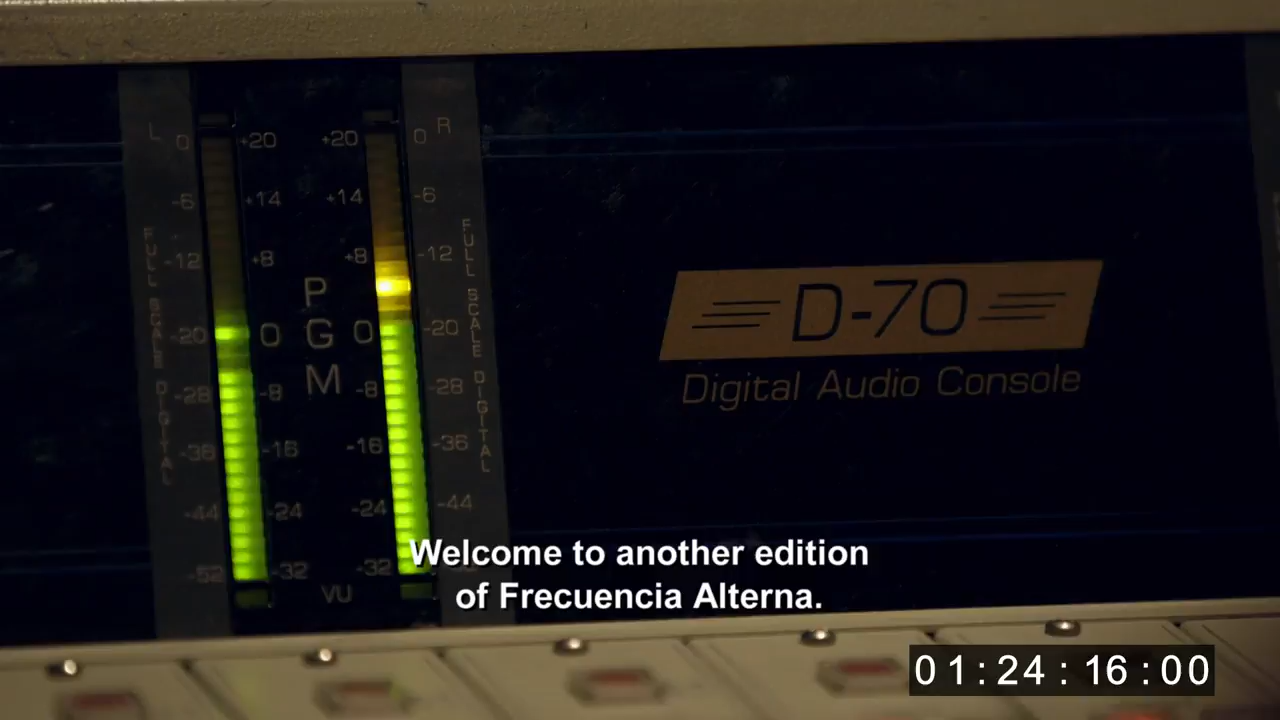 L
R
0 +20 +20 0
-6 +14 +14 -6
-12 +8 +8 -12
FULL SCALE DIGITAL
FULL SCALE DIGITAL
PGM
-20 0 0 -20
-28 -8 -8 -28
-36 -16 -16 -36
-44 -24 -24 -44
-52 -32 -32
VU
D-70
Digital Audio Console
Welcome to another edition
of Frecuencia Alterna.
01:24:16:00